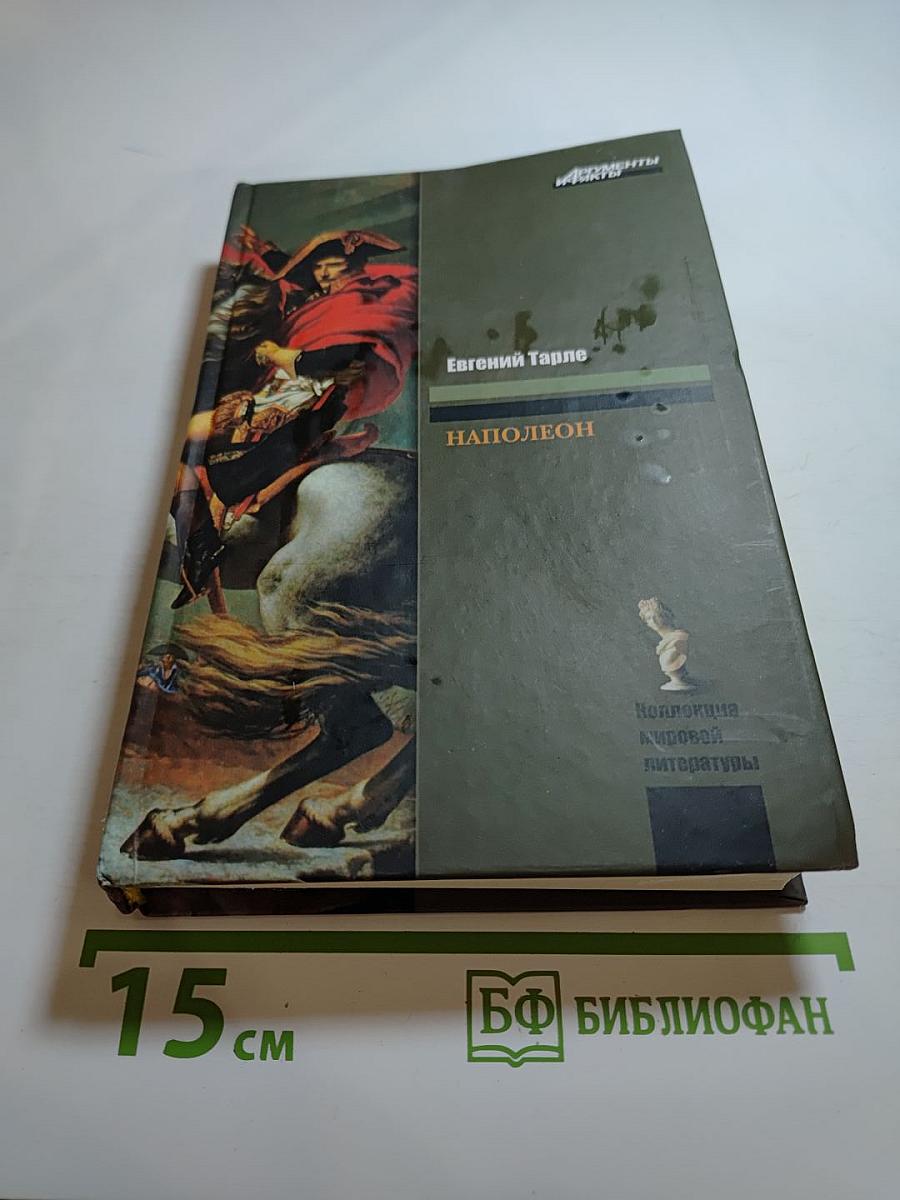 АРГУМЕНТЫ
И ФАКТЫ
Евгений Тарле
НАПОЛЕОН
Коллекция
мировой
литературы
15 см
БФ БИБЛИОФАН